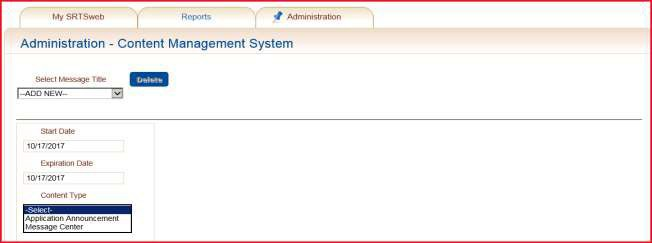 My SRTSweb Reports Administration
Administration - Content Management System
Select Message Title Delete
--ADD NEW--
Start Date
10/17/2017
Expiration Date
10/17/2017
Content Type
-Select-
Application Announcement
Message Center